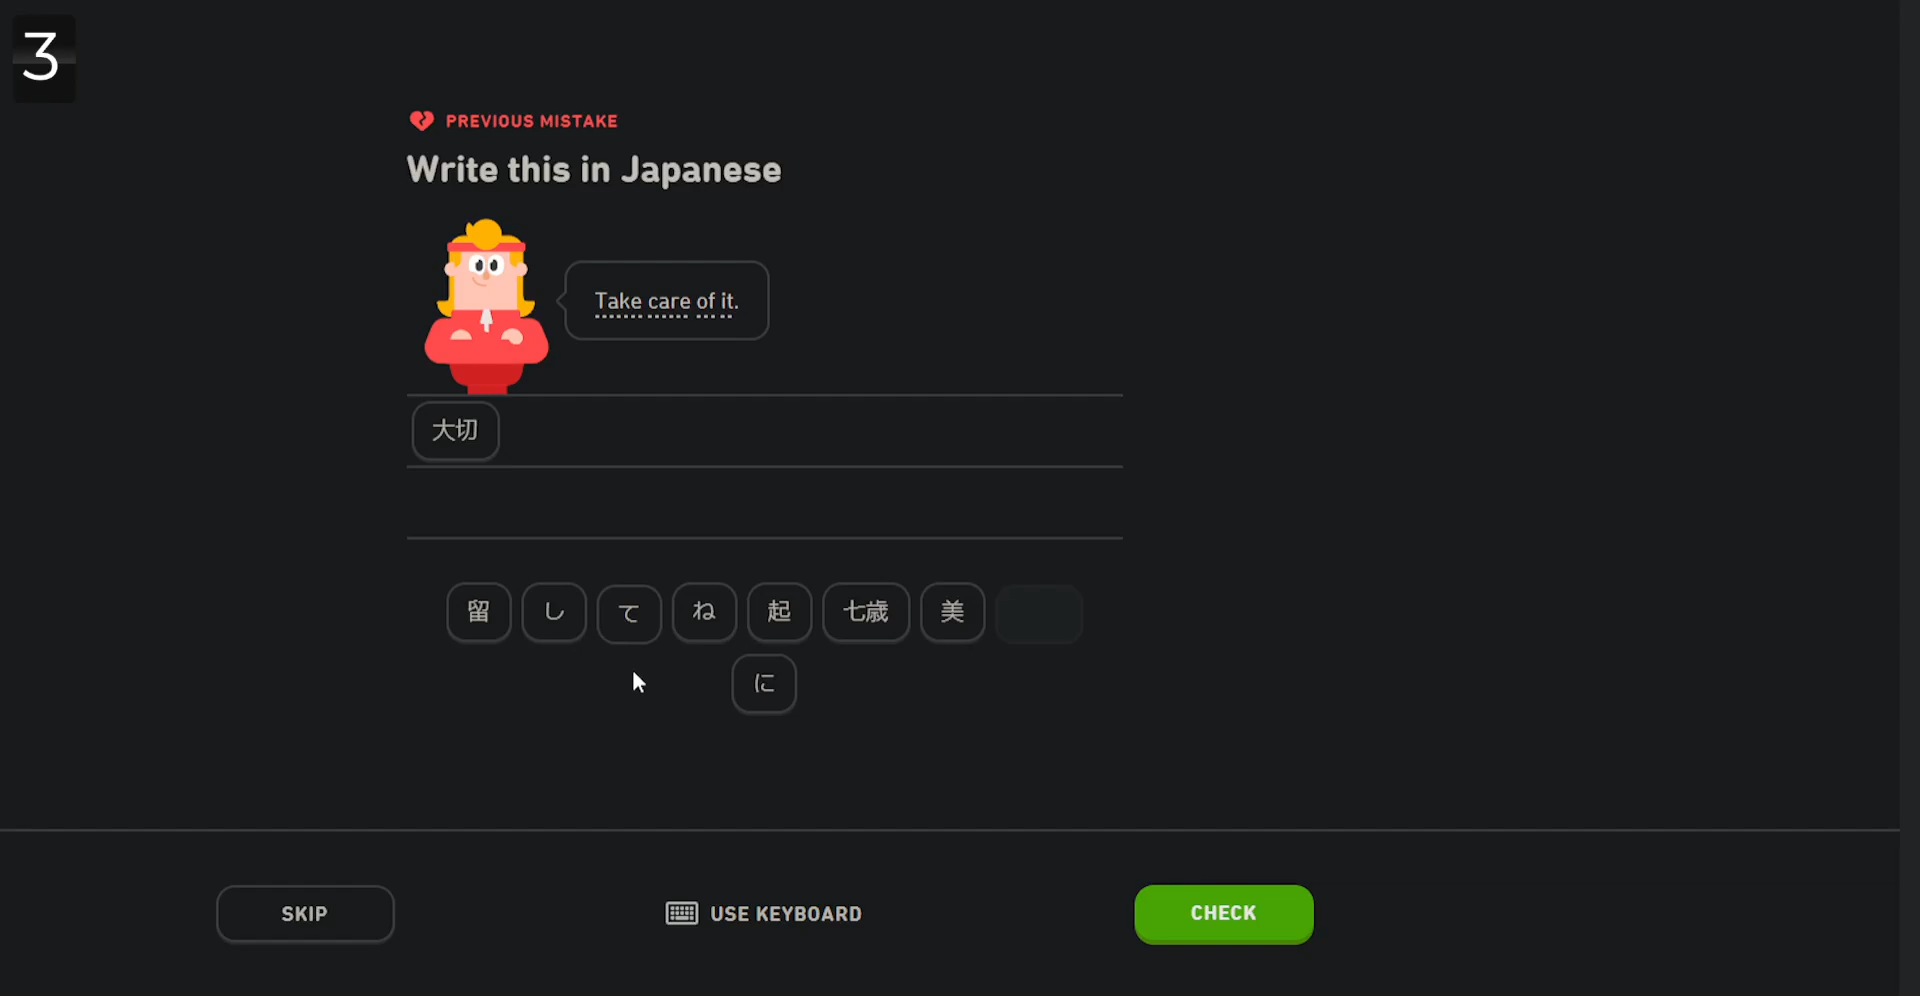 3
PREVIOUS MISTAKE
Write this in Japanese
Take care of it.
大切
留 し て ね 起 七歳 美
に
SKIP
USE KEYBOARD
CHECK